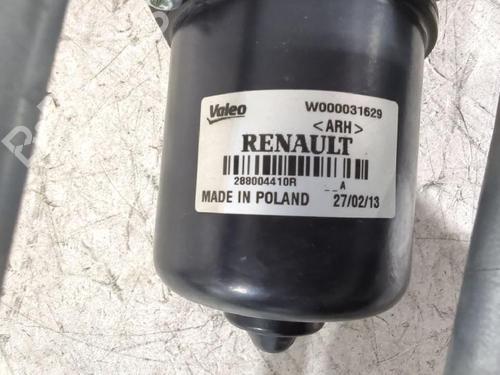 Valeo W000031629
<ARH>
RENAULT
288004410R _ _ A
MADE IN POLAND 27/02/13